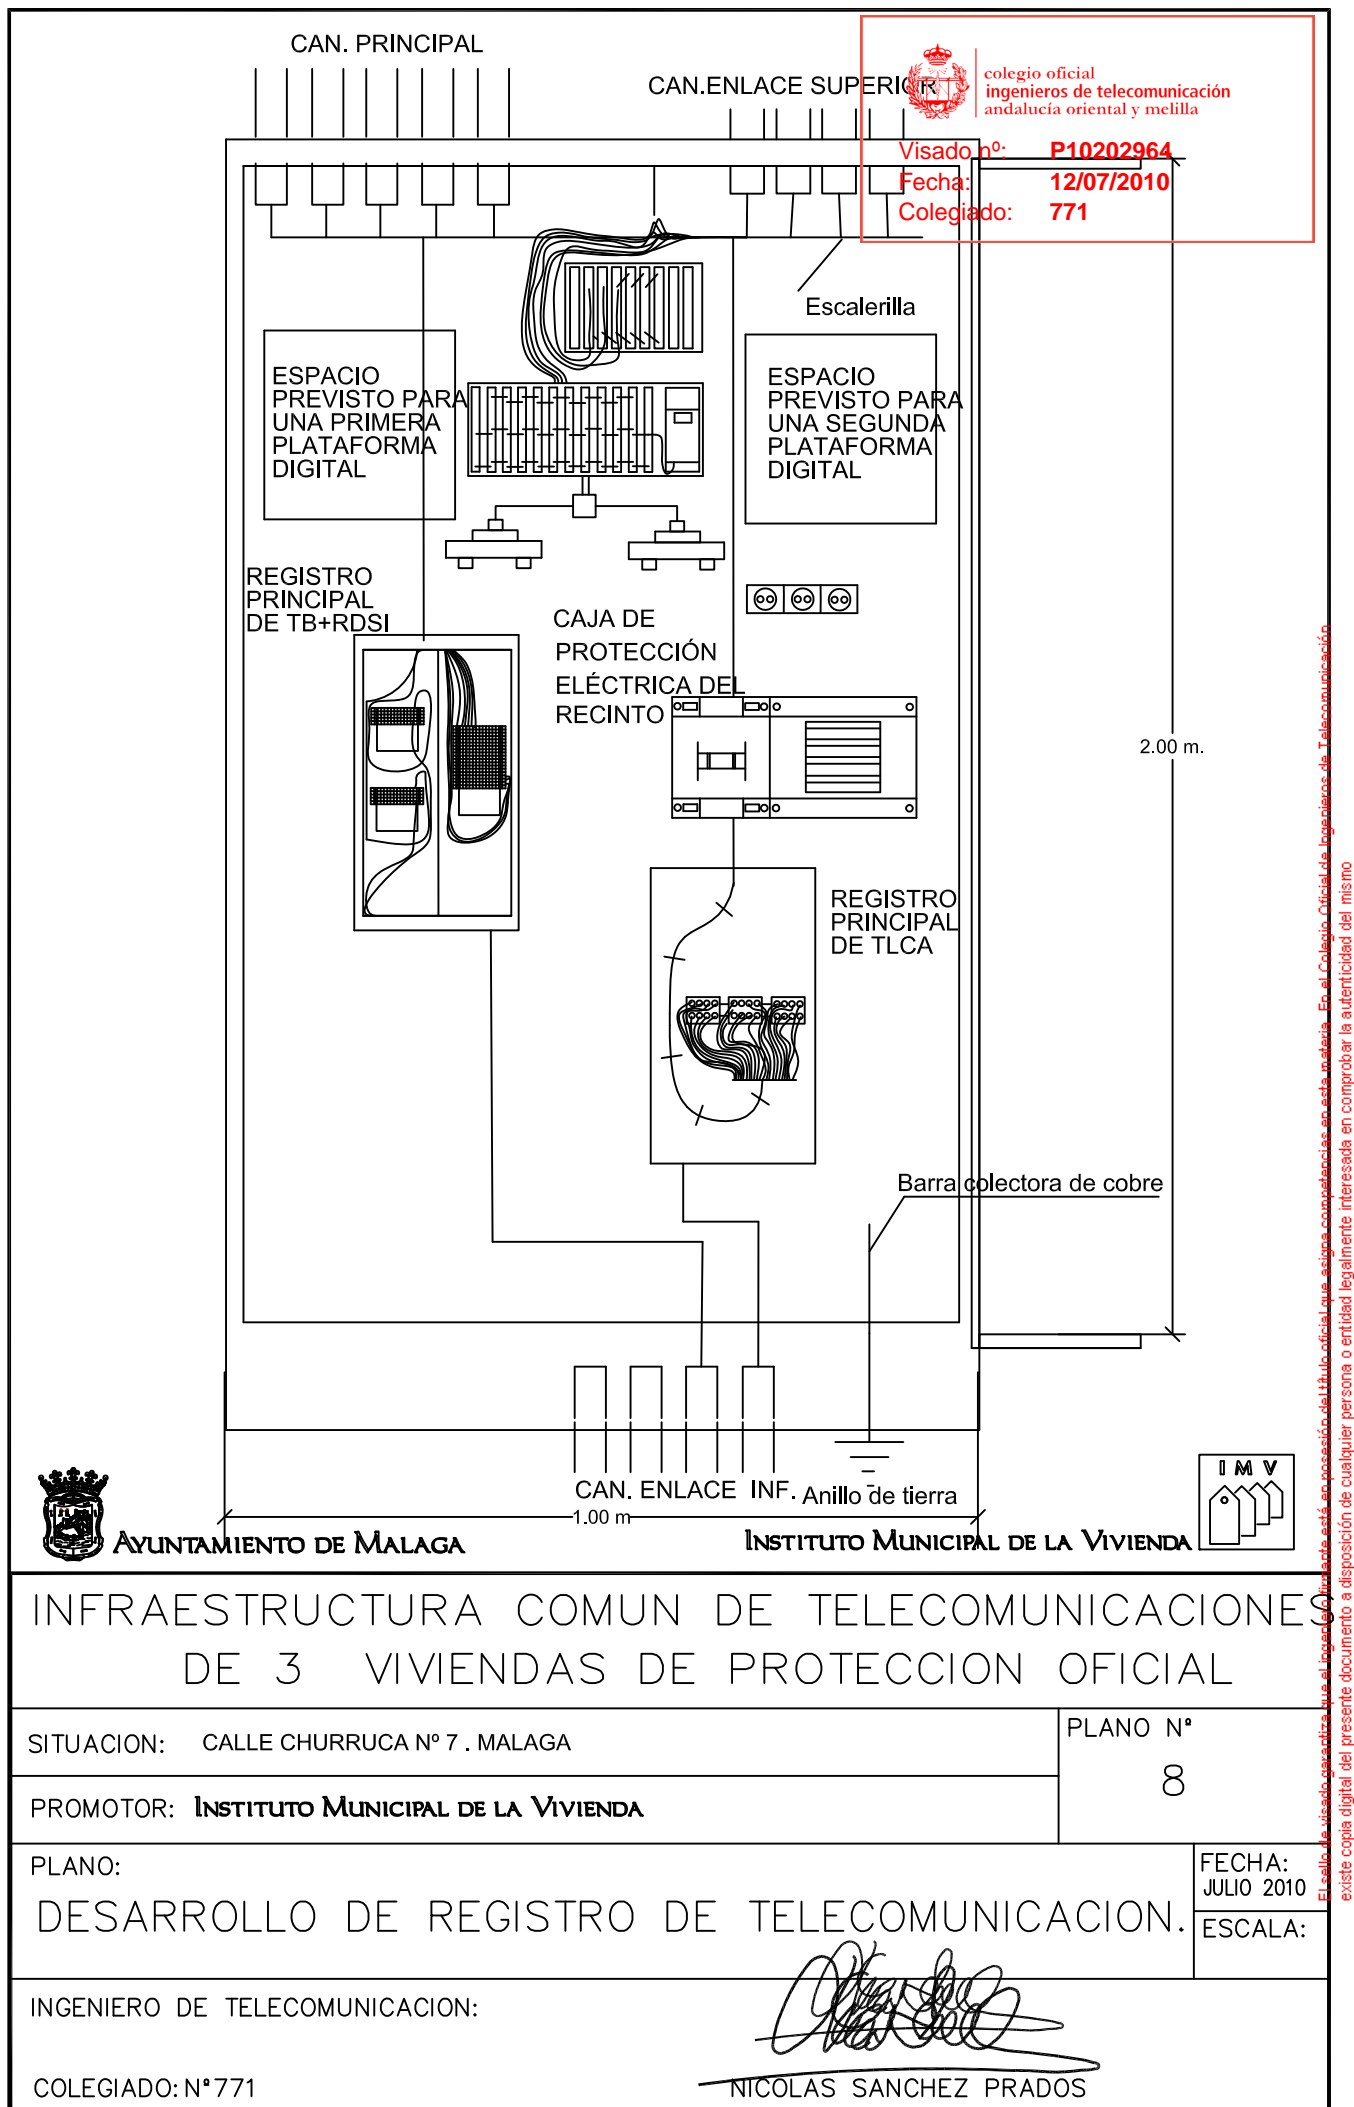 CAN. PRINCIPAL
CAN.ENLACE SUPERIOR
colegio oficial
ingenieros de telecomunicación
andalucía oriental y melilla
Visado nº: P10202964
Fecha: 12/07/2010
Colegiado: 771
Escalerilla
ESPACIO
PREVISTO PARA
UNA PRIMERA
PLATAFORMA
DIGITAL
ESPACIO
PREVISTO PARA
UNA SEGUNDA
PLATAFORMA
DIGITAL
REGISTRO
PRINCIPAL
DE TB+RDSI
CAJA DE
PROTECCIÓN
ELÉCTRICA DEL
RECINTO
2.00 m.
REGISTRO
PRINCIPAL
DE TLCA
Barra colectora de cobre
CAN. ENLACE INF.
Anillo de tierra
1.00 m
AYUNTAMIENTO DE MALAGA
INSTITUTO MUNICIPAL DE LA VIVIENDA
I M V
INFRAESTRUCTURA COMUN DE TELECOMUNICACIONES
DE 3 VIVIENDAS DE PROTECCION OFICIAL
SITUACION: CALLE CHURRUCA Nº 7 . MALAGA
PLANO Nº
8
PROMOTOR: INSTITUTO MUNICIPAL DE LA VIVIENDA
PLANO:
DESARROLLO DE REGISTRO DE TELECOMUNICACION.
FECHA:
JULIO 2010
ESCALA:
INGENIERO DE TELECOMUNICACION:
COLEGIADO: Nº771
NICOLAS SANCHEZ PRADOS
El sello de visado garantiza que el ingeniero firmante está en posesión del título oficial que asigna competencias en esta materia. En el Colegio Oficial de Ingenieros de Telecomunicación
existe copia digital del presente documento a disposición de cualquier persona o entidad legalmente interesada en comprobar la autenticidad del mismo